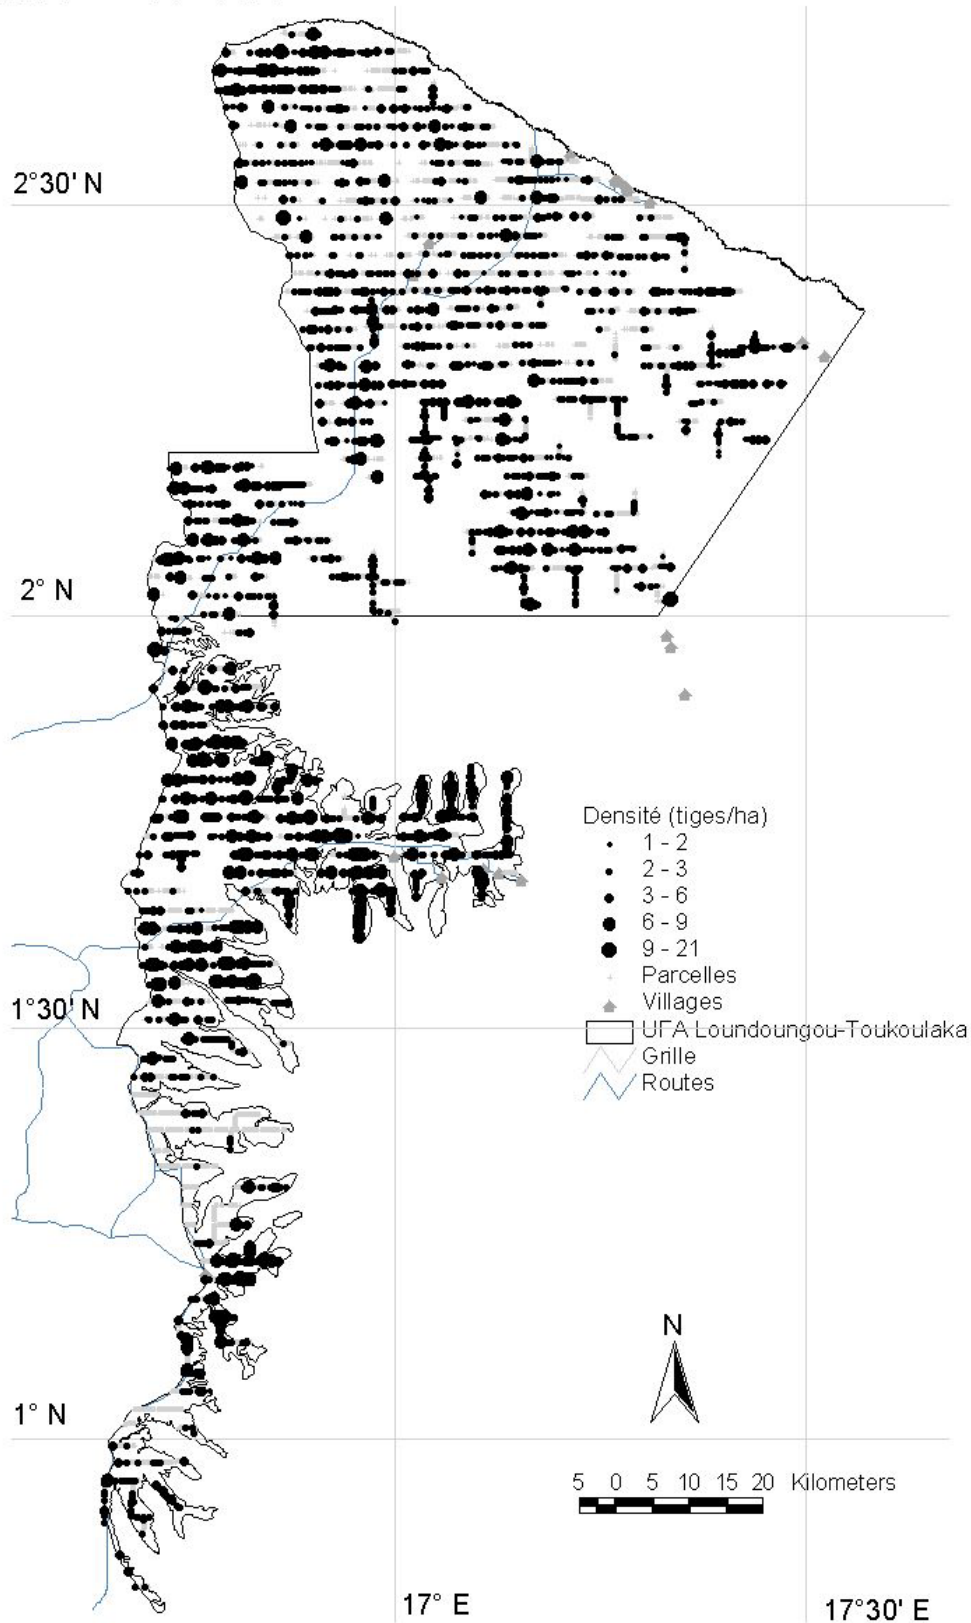 2°30' N
2° N
Densité (tiges/ha)
1 - 2
2 - 3
3 - 6
6 - 9
9 - 21
Parcelles
Villages
UFA Loundoungou-Toukoulaka
Grille
Routes
1°30' N
N
1° N
5 0 5 10 15 20 Kilometers
17° E
17°30' E